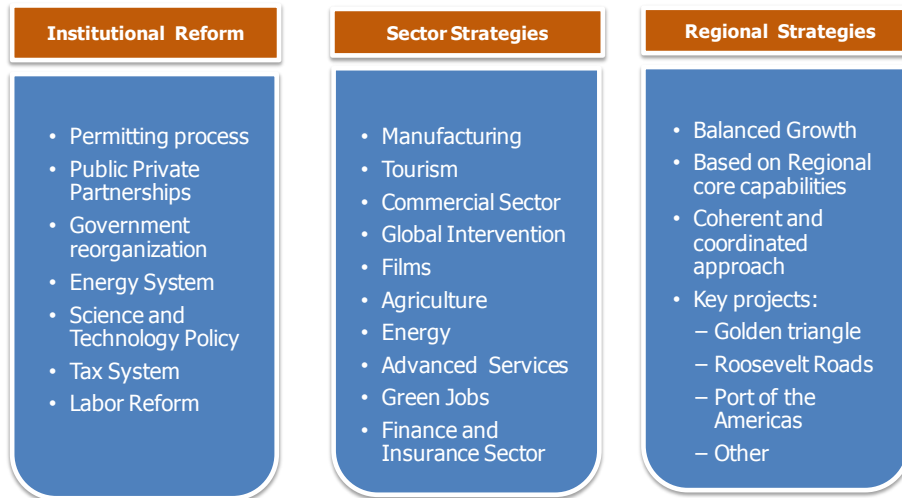 Institutional Reform
• Permitting process
• Public Private
Partnerships
• Government
reorganization
• Energy System
• Science and
Technology Policy
• Tax System
• Labor Reform
Sector Strategies
• Manufacturing
• Tourism
• Commercial Sector
• Global Intervention
• Films
• Agriculture
• Energy
• Advanced Services
• Green Jobs
• Finance and
Insurance Sector
Regional Strategies
• Balanced Growth
• Based on Regional
core capabilities
• Coherent and
coordinated
approach
• Key projects:
– Golden triangle
– Roosevelt Roads
– Port of the
Americas
– Other